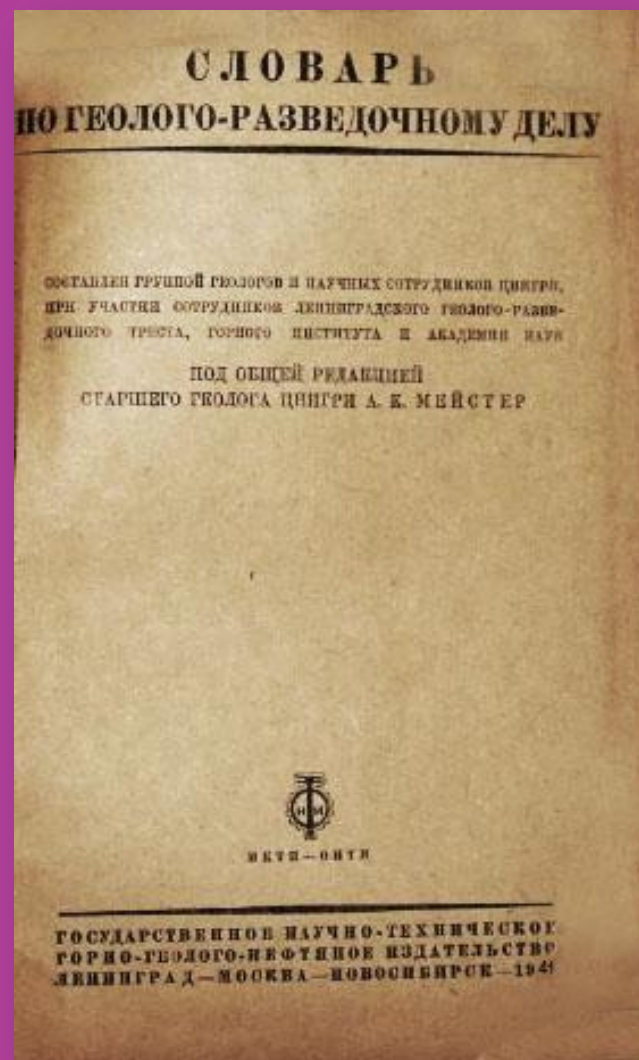 СЛОВАРЬ
ПО ГЕОЛОГО-РАЗВЕДОЧНОМУ ДЕЛУ
СОСТАВЛЕН ГРУППОЙ ГЕОЛОГОВ И НАУЧНЫХ СОТРУДНИКОВ ЦНИГРИ,
ПРИ УЧАСТИИ СОТРУДНИКОВ ЛЕНИНГРАДСКОГО ГЕОЛОГО-РАЗВЕ-
ДОЧНОГО ТРЕСТА, ГОРНОГО ИНСТИТУТА И АКАДЕМИИ НАУК
ПОД ОБЩЕЙ РЕДАКЦИЕЙ
СТАРШЕГО ГЕОЛОГА ЦНИГРИ А. К. МЕЙСТЕР
НКТП—ОНТИ
ГОСУДАРСТВЕННОЕ НАУЧНО-ТЕХНИЧЕСКОЕ
ГОРНО-ГЕОЛОГО-НЕФТЯНОЕ ИЗДАТЕЛЬСТВО
ЛЕНИНГРАД—МОСКВА—НОВОСИБИРСК—1941